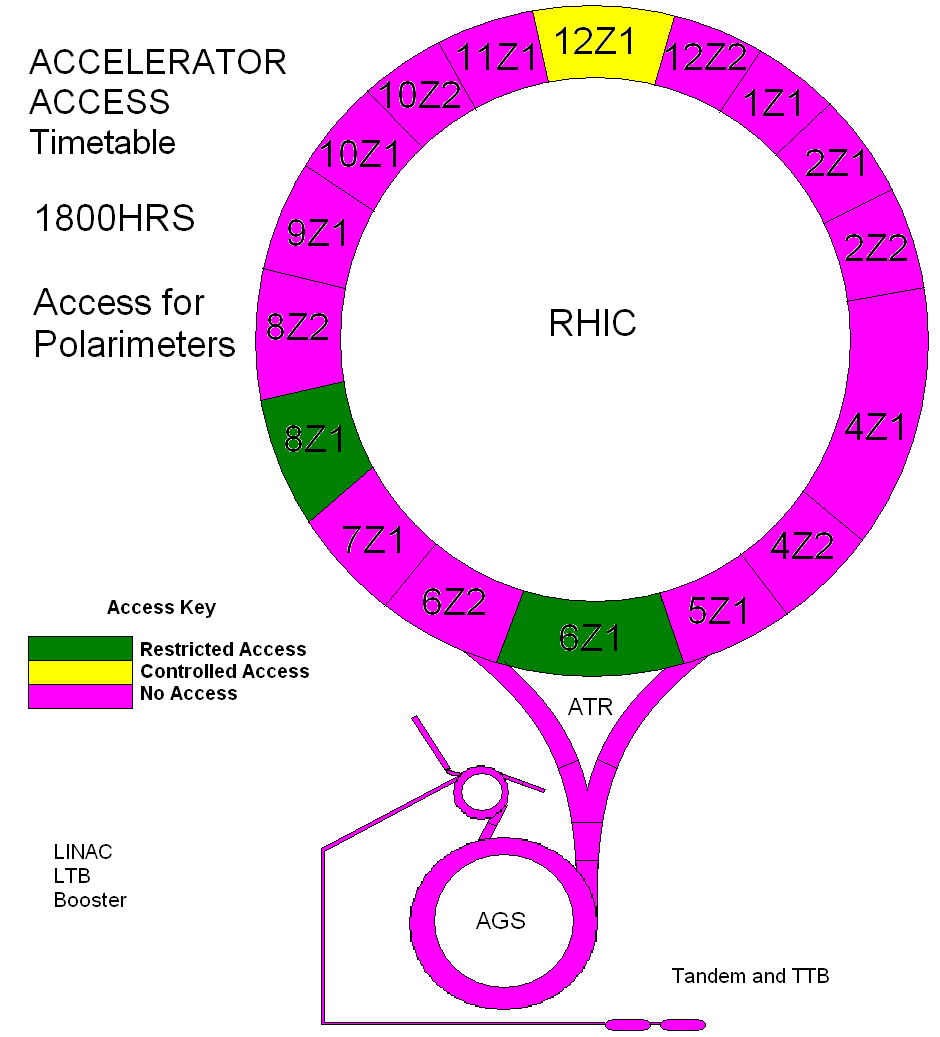 ACCELERATOR
ACCESS
Timetable
1800HRS
Access for
Polarimeters
12Z1
12Z2
1Z1
2Z1
2Z2
4Z1
4Z2
5Z1
6Z1
6Z2
7Z1
8Z1
8Z2
9Z1
10Z1
10Z2
11Z1
RHIC
Access Key
Restricted Access
Controlled Access
No Access
ATR
LINAC
LTB
Booster
AGS
Tandem and TTB